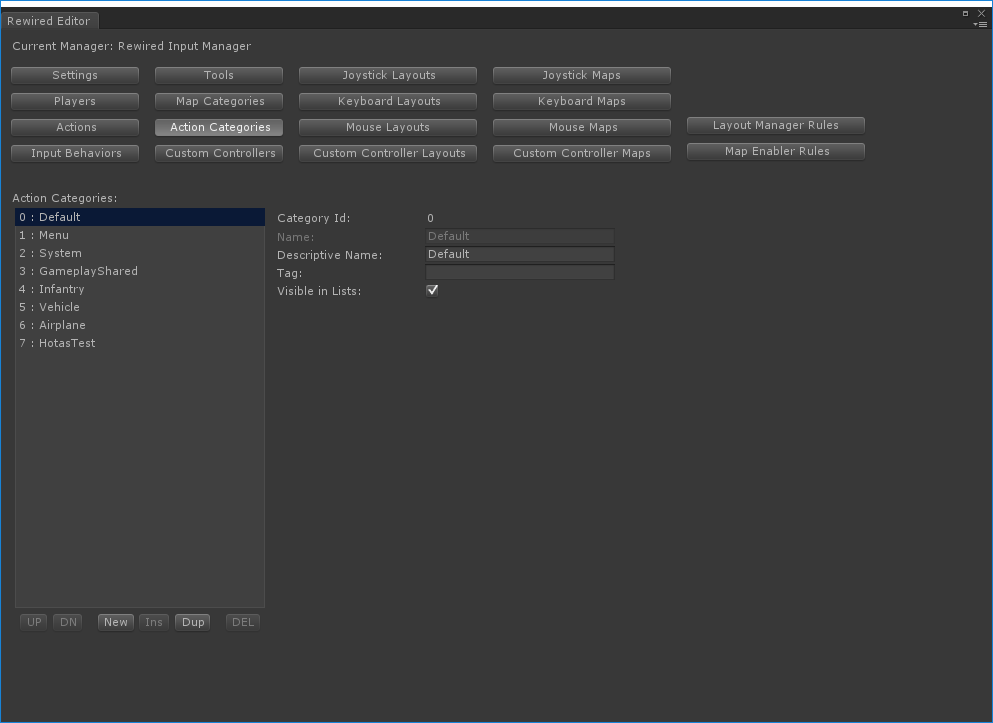 Rewired Editor
Current Manager: Rewired Input Manager
Settings Tools Joystick Layouts Joystick Maps
Players Map Categories Keyboard Layouts Keyboard Maps
Actions Action Categories Mouse Layouts Mouse Maps Layout Manager Rules
Input Behaviors Custom Controllers Custom Controller Layouts Custom Controller Maps Map Enabler Rules
Action Categories:
0 : Default
1 : Menu
2 : System
3 : GameplayShared
4 : Infantry
5 : Vehicle
6 : Airplane
7 : HotasTest
Category Id: 0
Name: Default
Descriptive Name: Default
Tag:
Visible in Lists:
UP DN New Ins Dup DEL